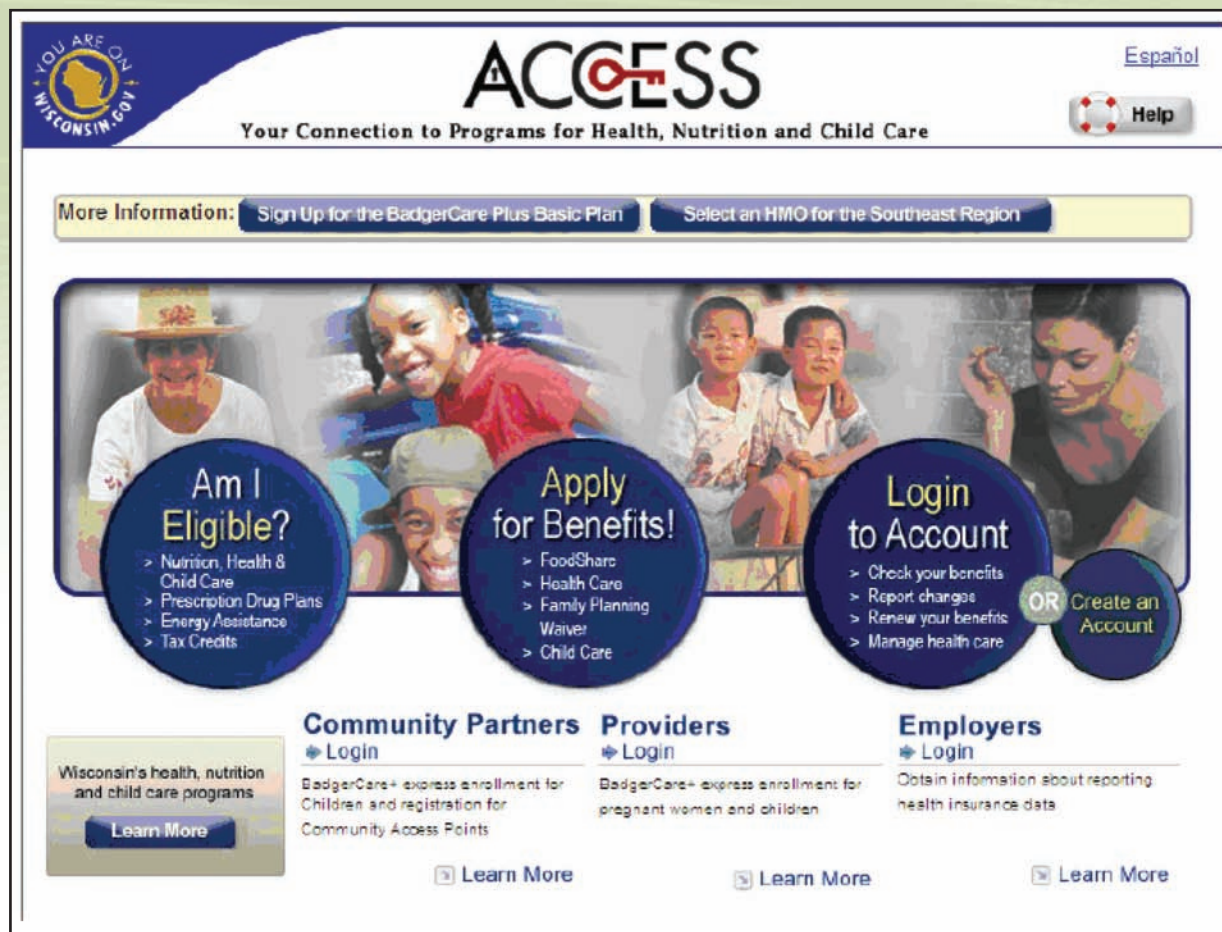 YOU ARE ON
WISCONSIN.GOV
ACCESS
Your Connection to Programs for Health, Nutrition and Child Care
Español
Help
More Information:
Sign Up for the BadgerCare Plus Basic Plan
Select an HMO for the Southeast Region
Am I
Eligible?
> Nutrition, Health &
Child Care
> Prescription Drug Plans
> Energy Assistance
> Tax Credits
Apply
for Benefits!
> FoodShare
> Health Care
> Family Planning
Waiver
> Child Care
Login
to Account
> Check your benefits
> Report changes
> Renew your benefits
> Manage health care
OR
Create an
Account
Wisconsin's health, nutrition
and child care programs
Learn More
Community Partners
Login
BadgerCare+ express enrollment for
Children and registration for
Community Access Points
Learn More
Providers
Login
BadgerCare+ express enrollment for
pregnant women and children
Learn More
Employers
Login
Obtain information about reporting
health insurance data
Learn More